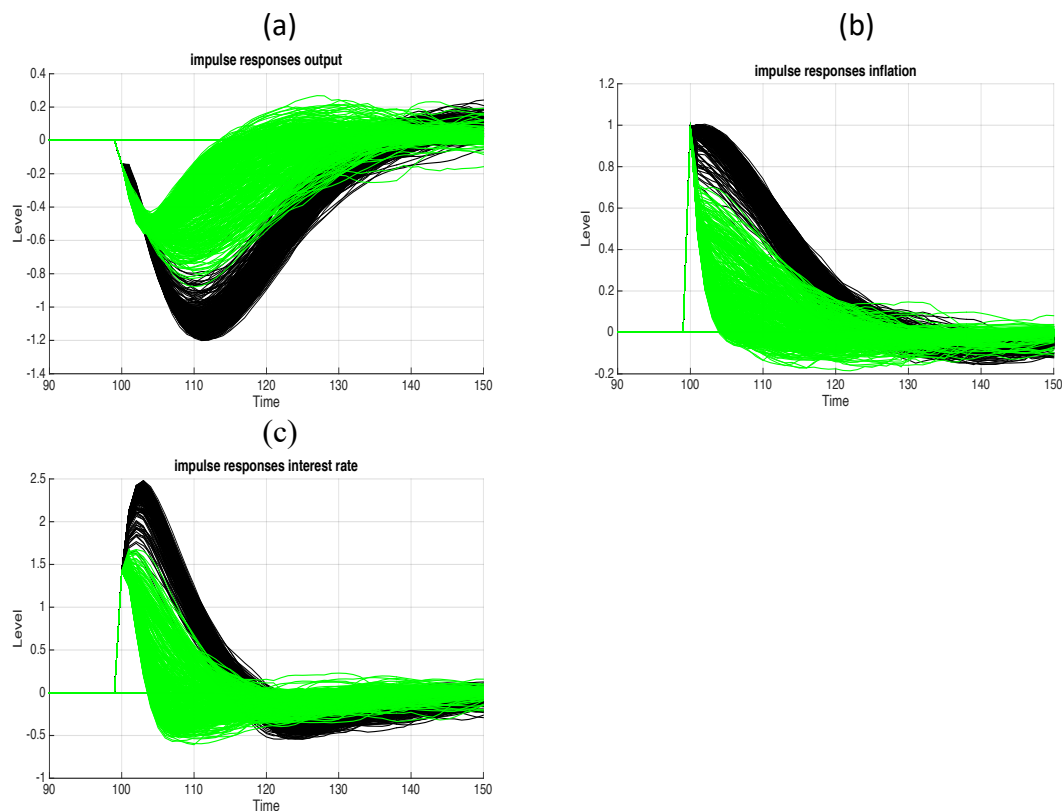 (a)
impulse responses output
0.4
0.2
0
-0.2
-0.4
-0.6
-0.8
-1
-1.2
-1.4
Level
90 100 110 120 130 140 150
Time
(b)
impulse responses inflation
1.2
1
0.8
0.6
0.4
0.2
0
-0.2
Level
90 100 110 120 130 140 150
Time
(c)
impulse responses interest rate
2.5
2
1.5
1
0.5
0
-0.5
-1
Level
90 100 110 120 130 140 150
Time